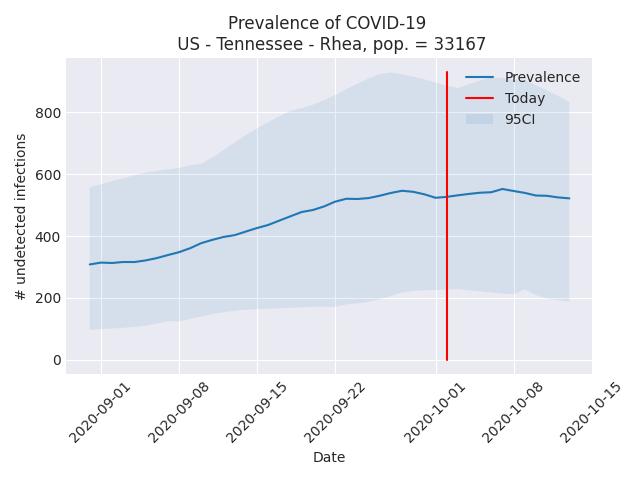 Prevalence of COVID-19
US - Tennessee - Rhea, pop. = 33167
Prevalence
Today
95CI
# undetected infections
800
600
400
200
0
2020-09-01
2020-09-08
2020-09-15
2020-09-22
2020-10-01
2020-10-08
2020-10-15
Date